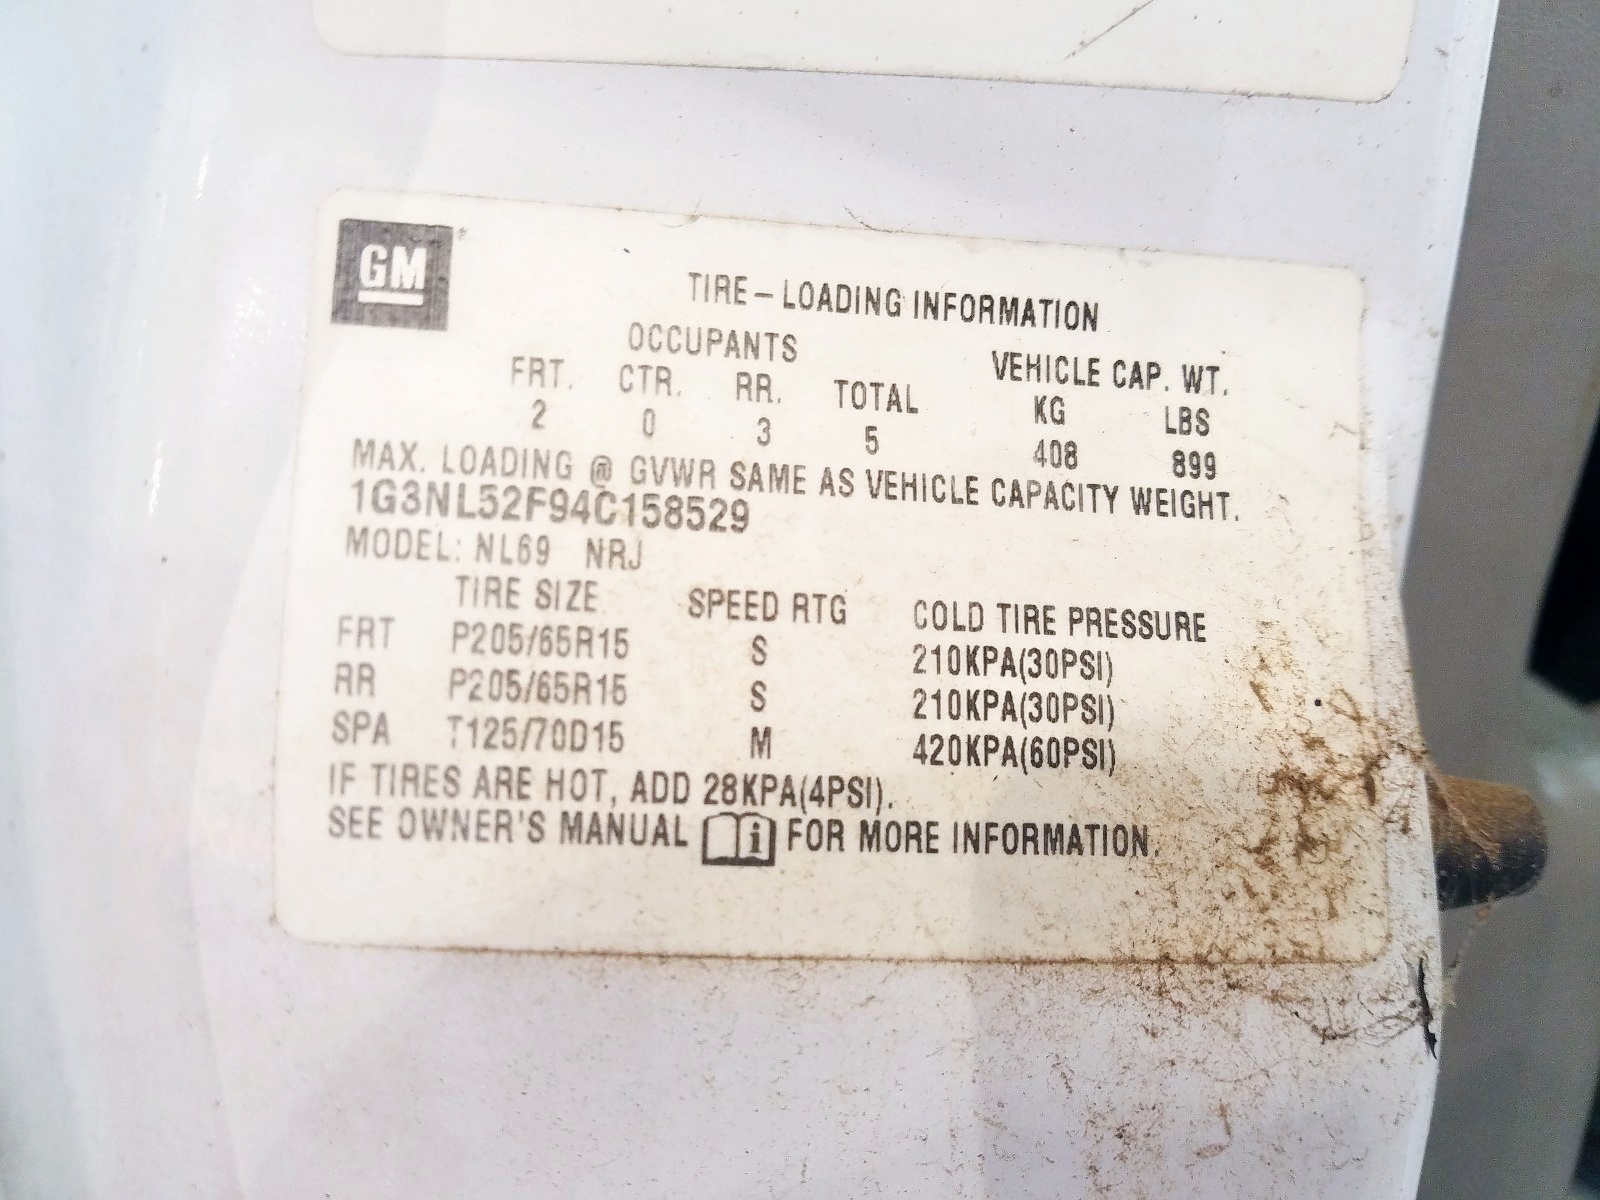 GM
TIRE – LOADING INFORMATION
OCCUPANTS VEHICLE CAP. WT.
FRT. CTR. RR. TOTAL KG LBS
2 0 3 5 408 899
MAX. LOADING @ GVWR SAME AS VEHICLE CAPACITY WEIGHT.
1G3NL52F94C158529
MODEL: NL69 NRJ
TIRE SIZE SPEED RTG COLD TIRE PRESSURE
FRT P205/65R15 S 210KPA(30PSI)
RR P205/65R15 S 210KPA(30PSI)
SPA T125/70D15 M 420KPA(60PSI)
IF TIRES ARE HOT, ADD 28KPA(4PSI).
SEE OWNER'S MANUAL i FOR MORE INFORMATION.